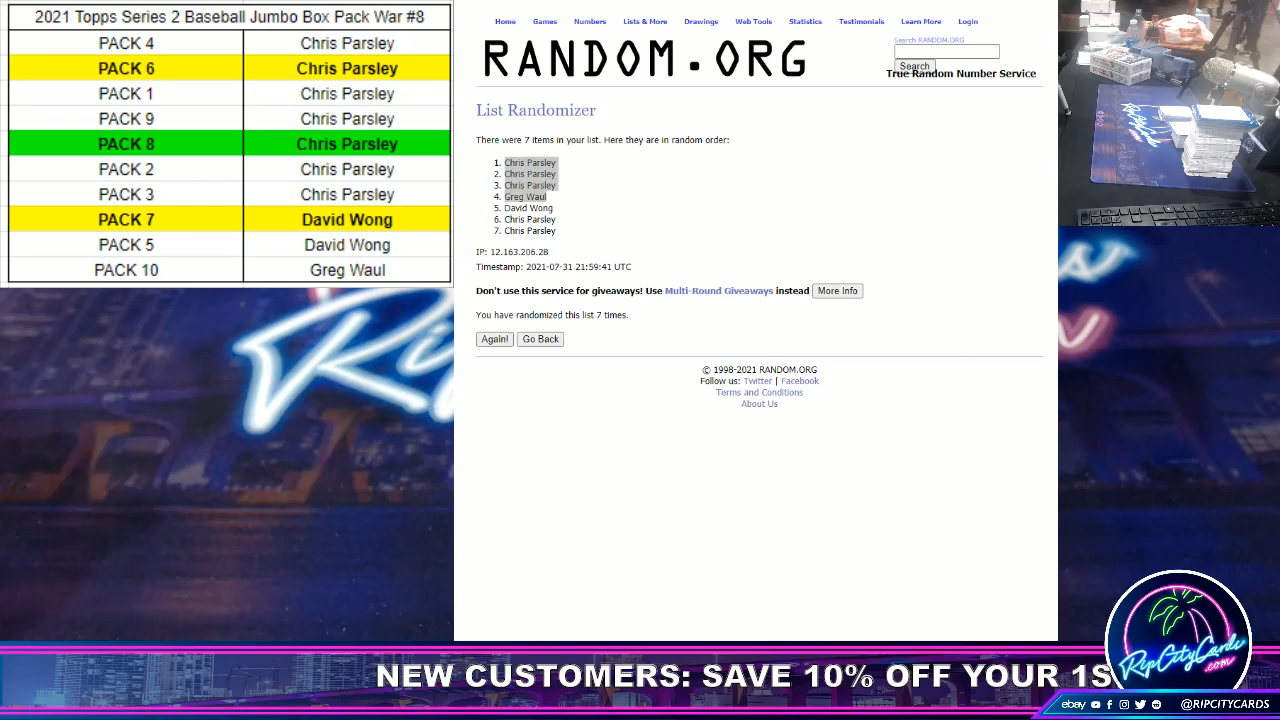 2021 Topps Series 2 Baseball Jumbo Box Pack War #8
PACK 4 Chris Parsley
PACK 6 Chris Parsley
PACK 1 Chris Parsley
PACK 9 Chris Parsley
PACK 8 Chris Parsley
PACK 2 Chris Parsley
PACK 3 Chris Parsley
PACK 7 David Wong
PACK 5 David Wong
PACK 10 Greg Waul
Home Games Numbers Lists & More Drawings Web Tools Statistics Testimonials Learn More Login
RANDOM.ORG
Search RANDOM.ORG
Search
True Random Number Service
List Randomizer
There were 7 items in your list. Here they are in random order:
1. Chris Parsley
2. Chris Parsley
3. Chris Parsley
4. Greg Waul
5. David Wong
6. Chris Parsley
7. Chris Parsley
IP: 12.163.206.28
Timestamp: 2021-07-31 21:59:41 UTC
Don't use this service for giveaways! Use Multi-Round Giveaways instead More Info
You have randomized this list 7 times.
Again! Go Back
© 1998-2021 RANDOM.ORG
Follow us: Twitter | Facebook
Terms and Conditions
About Us
NEW CUSTOMERS: SAVE 10% OFF YOUR 1S
RipCityCards
.com
ebay @RIPCITYCARDS